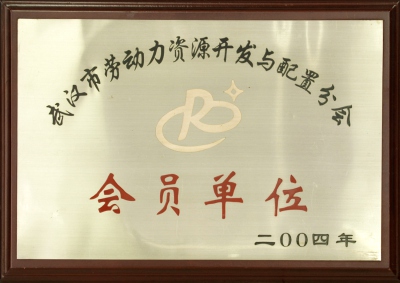 武汉市劳动力资源开发与配置分会
会员单位
二00四年